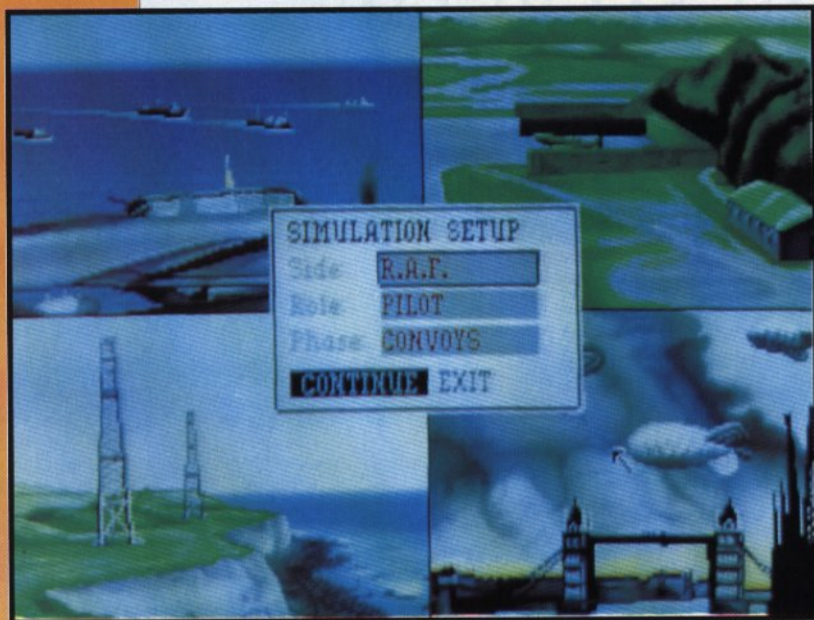 SIMULATION SETUP
Side: R.A.F.
Role: PILOT
Phase: CONVOYS
CONTINUE EXIT